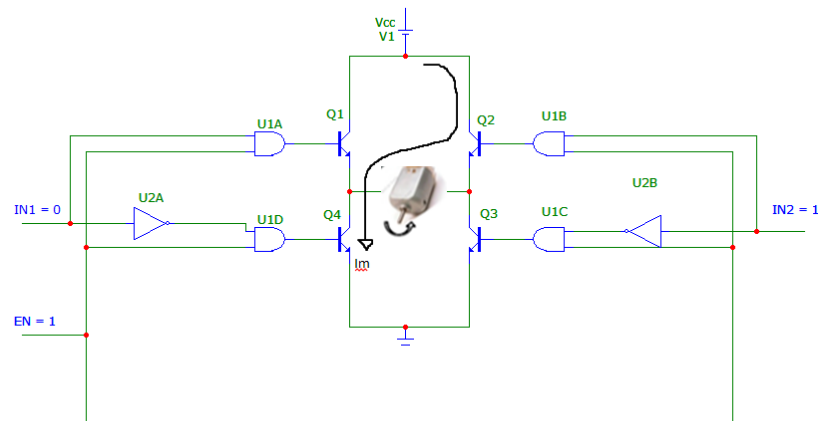 Vcc
V1
Q1
Q2
U1A
U1B
U2A
U2B
IN1 = 0
U1D
Q4
Q3
U1C
IN2 = 1
Im
EN = 1